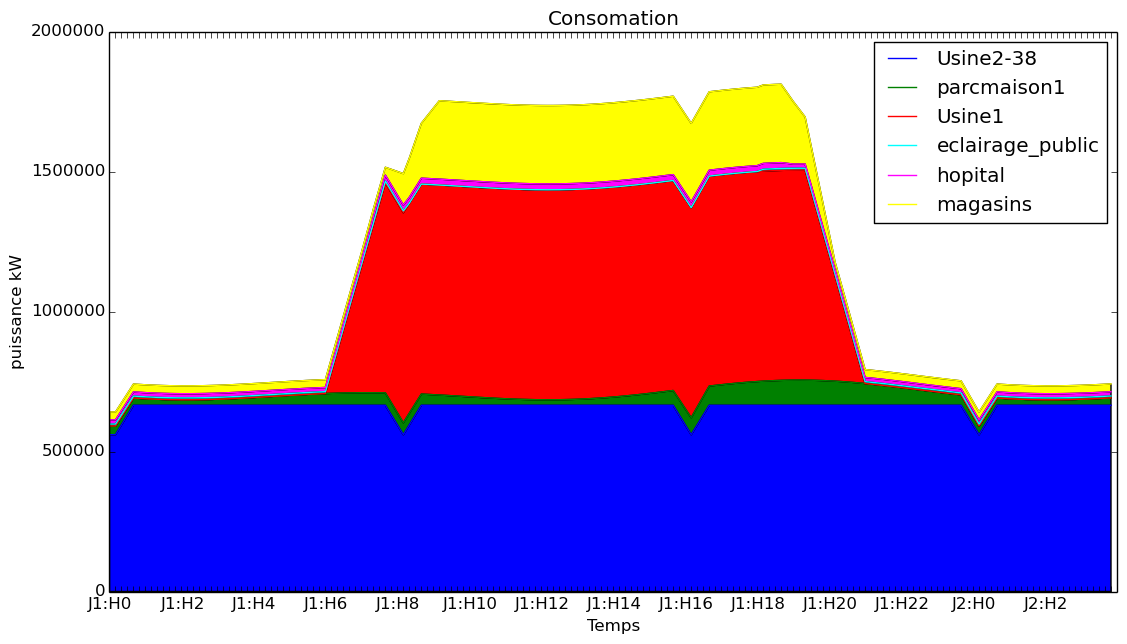 Consomation
2000000
1500000
1000000
500000
0
puissance kW
Usine2-38
parcmaison1
Usine1
eclairage_public
hopital
magasins
J1:H0 J1:H2 J1:H4 J1:H6 J1:H8 J1:H10 J1:H12 J1:H14 J1:H16 J1:H18 J1:H20 J1:H22 J2:H0 J2:H2
Temps